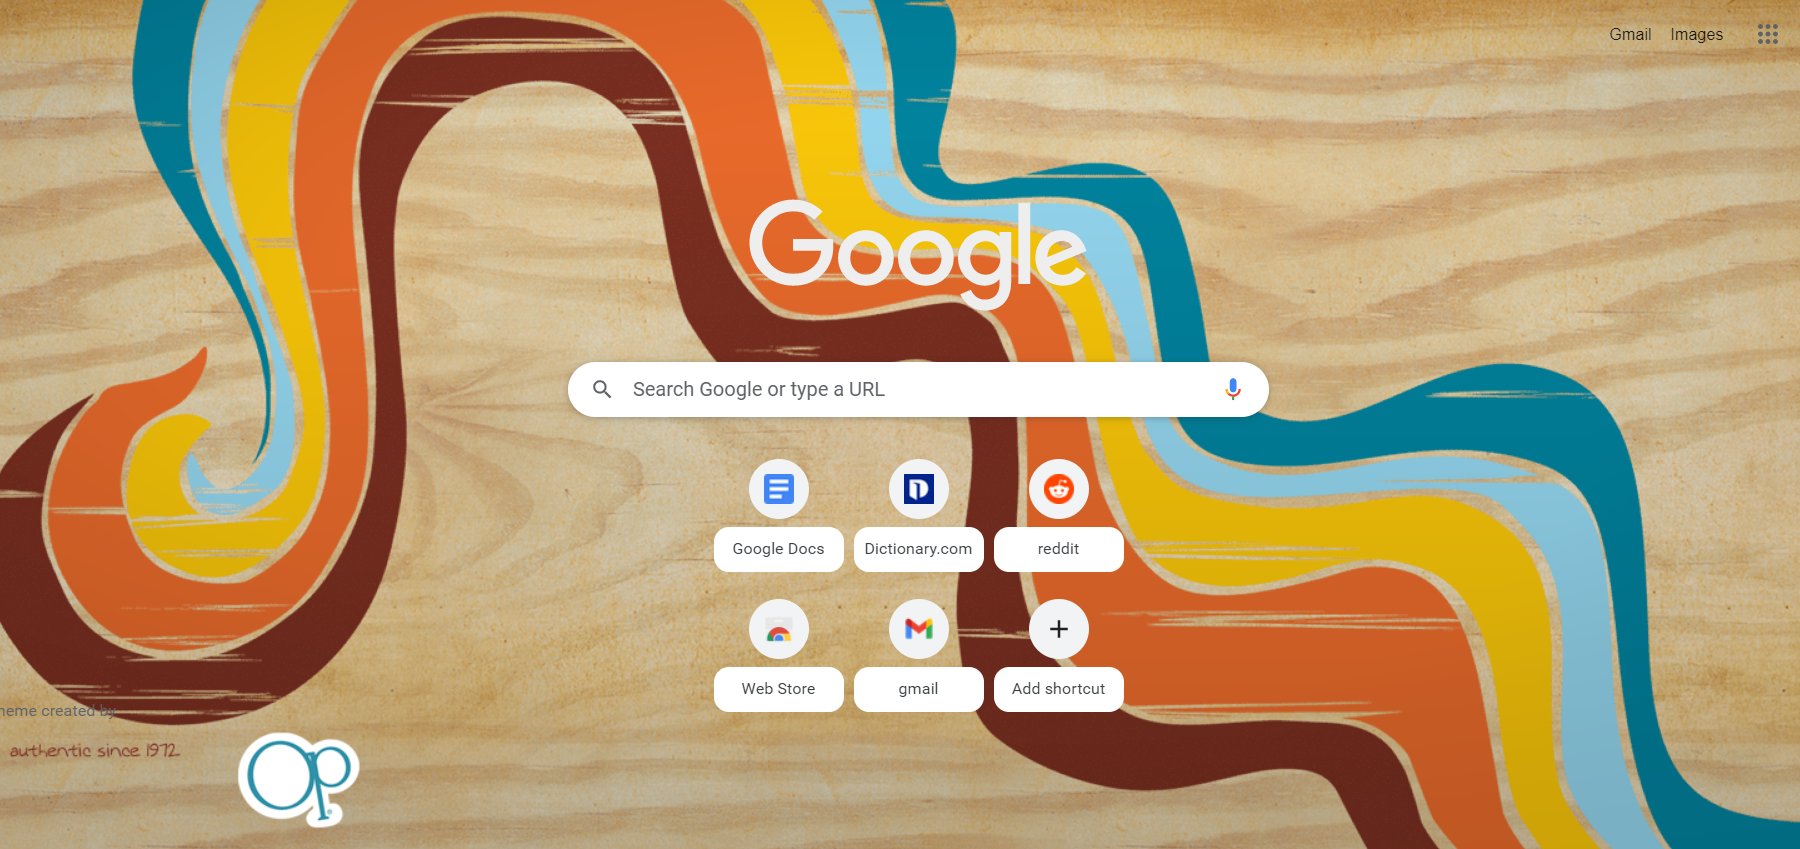 Gmail Images
Google
Search Google or type a URL
Google Docs Dictionary.com reddit
Web Store gmail Add shortcut
heme created by
authentic since 1972
Op